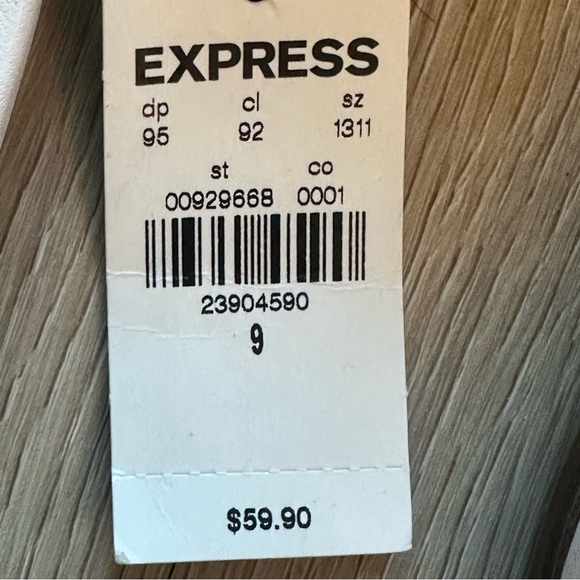 EXPRESS
dp cl sz
95 92 1311
st co
00929668 0001
23904590
9
$59.90